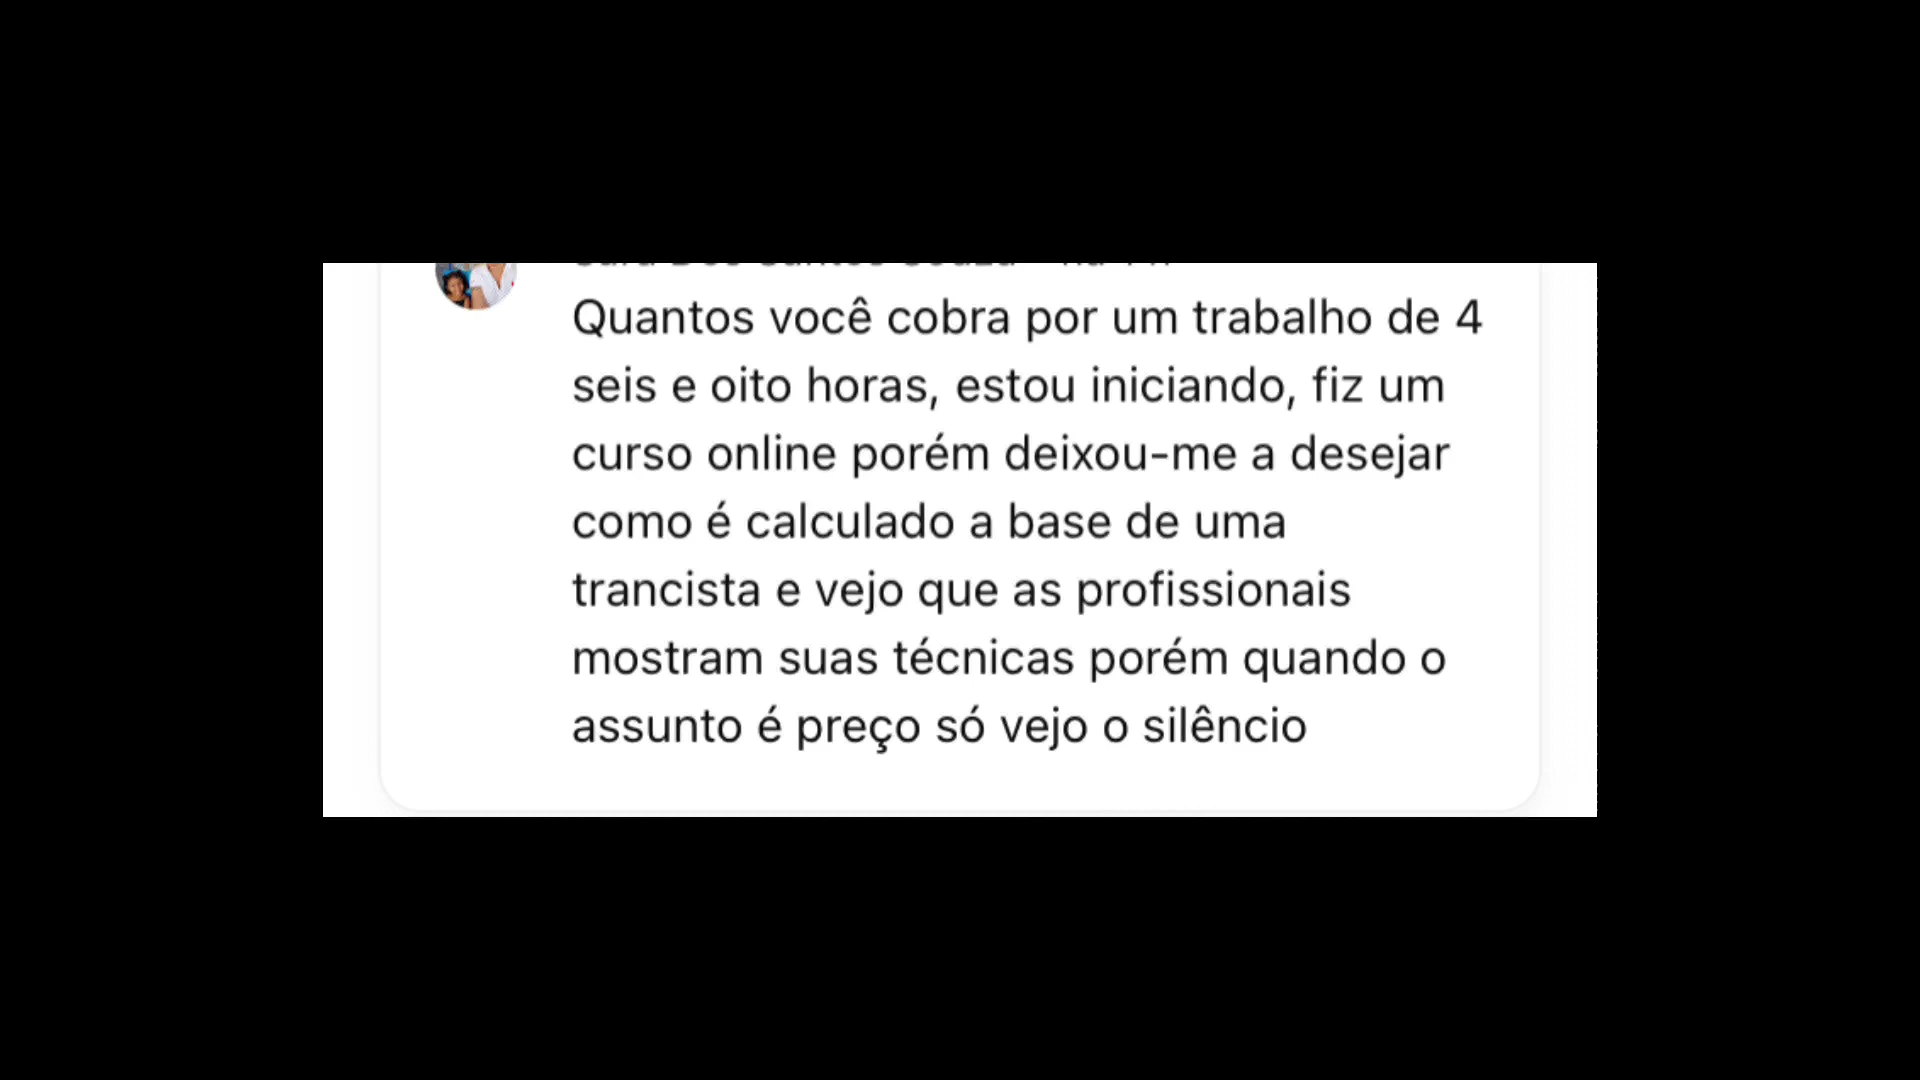 Quantos você cobra por um trabalho de 4
seis e oito horas, estou iniciando, fiz um
curso online porém deixou-me a desejar
como é calculado a base de uma
trancista e vejo que as profissionais
mostram suas técnicas porém quando o
assunto é preço só vejo o silêncio